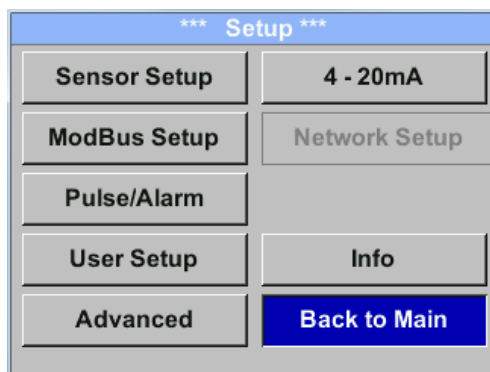 *** Setup ***
Sensor Setup
4 - 20mA
ModBus Setup
Network Setup
Pulse/Alarm
User Setup
Info
Advanced
Back to Main